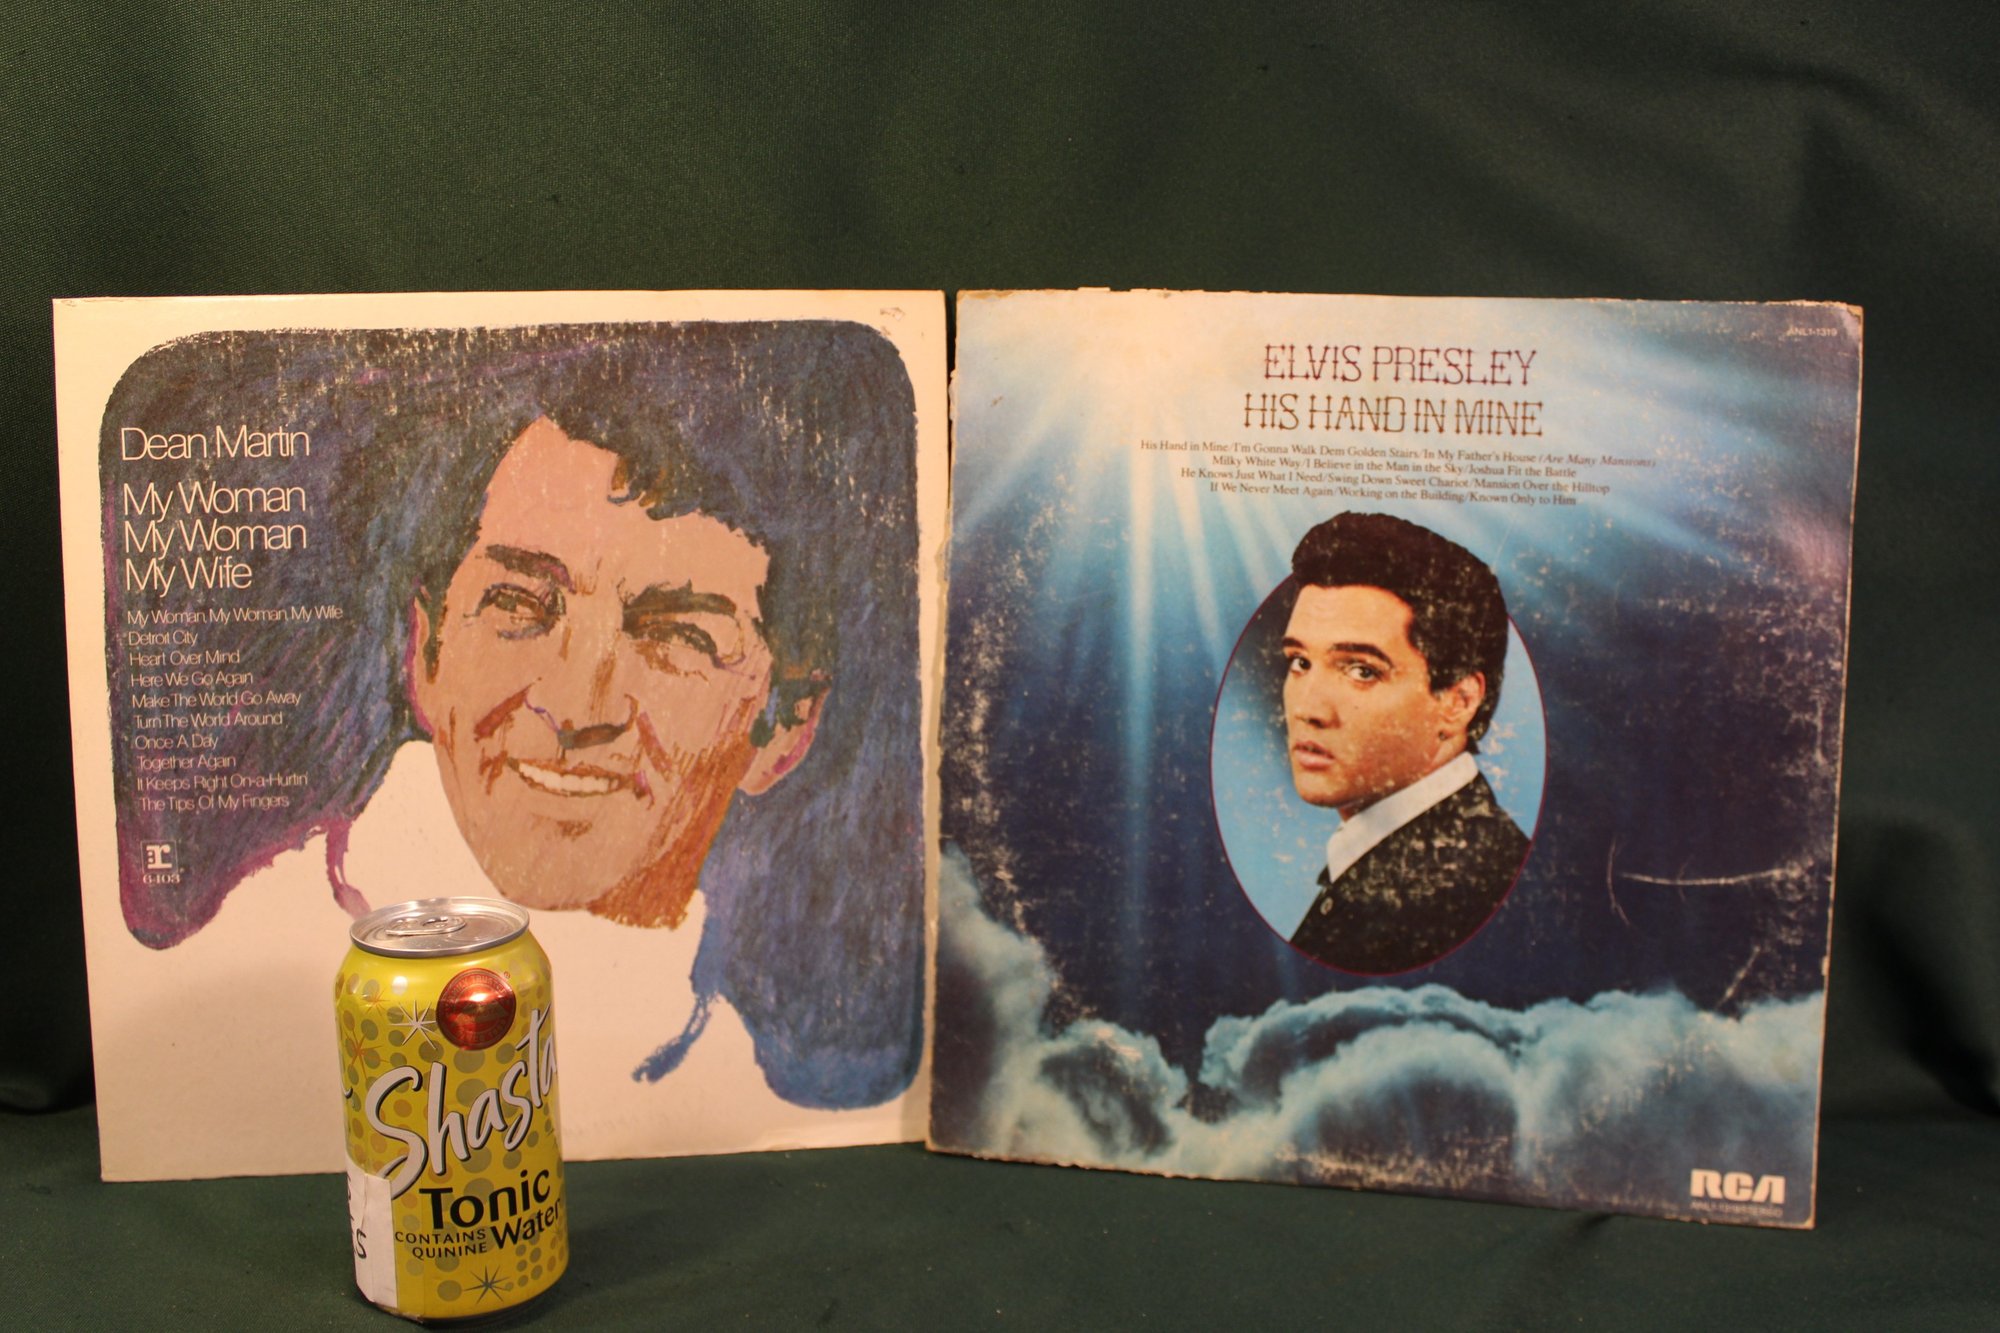 Dean Martin
My Woman
My Woman
My Wife
My Woman, My Woman, My Wife
Detroit City
Heart Over Mind
Here We Go Again
Make The World Go Away
Turn The World Around
Once A Day
Together Again
It Keeps Right On-a-Hurtin'
The Tips Of My Fingers
r
6403
ANL1-1319
ELVIS PRESLEY
HIS HAND IN MINE
His Hand in Mine/I'm Gonna Walk Dem Golden Stairs/In My Father's House (Are Many Mansions)
Milky White Way/I Believe in the Man in the Sky/Joshua Fit the Battle
He Knows Just What I Need/Swing Down Sweet Chariot/Mansion Over the Hilltop
If We Never Meet Again/Working on the Building/Known Only to Him
RCA
Shasta
Tonic
Water
CONTAINS
QUININE